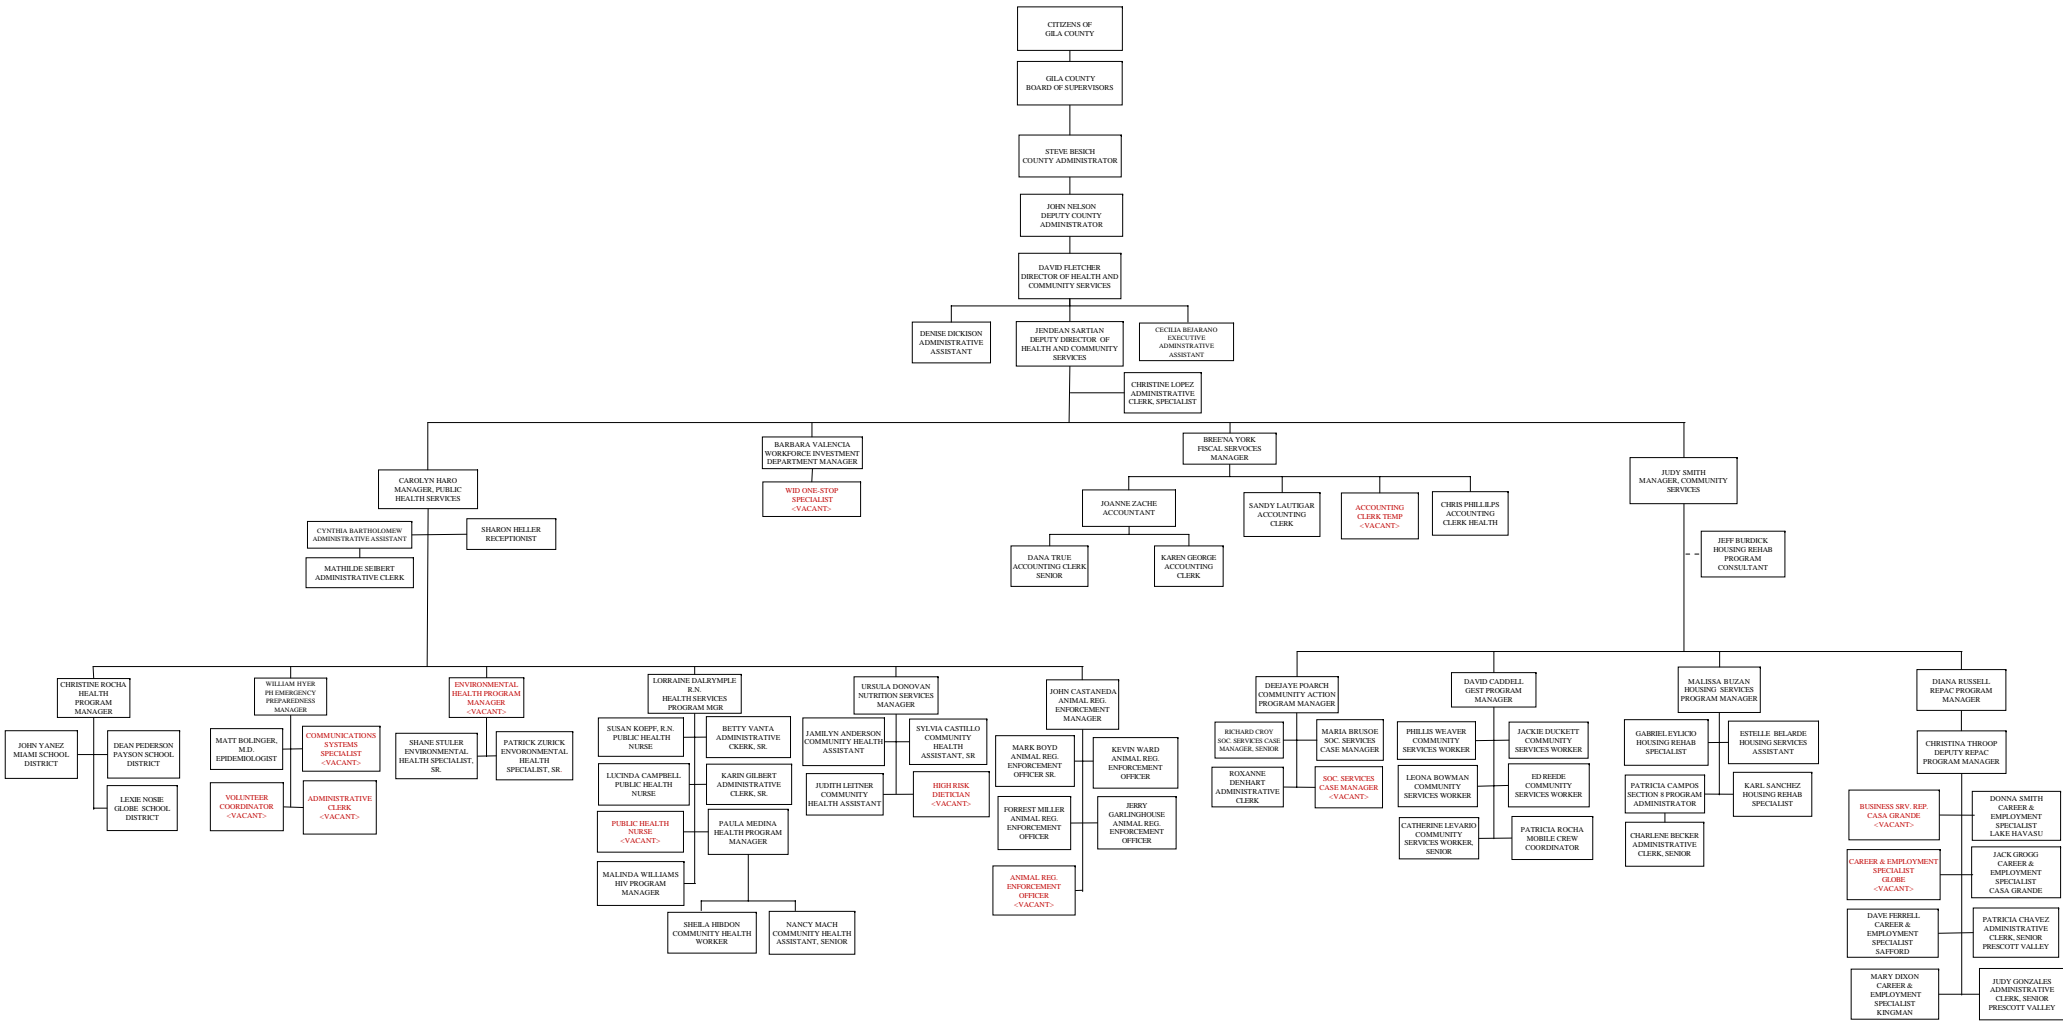 CITIZENS OF
GILA COUNTY
GILA COUNTY
BOARD OF SUPERVISORS
STEVE BESICH
COUNTY ADMINISTRATOR
JOHN NELSON
DEPUTY COUNTY
ADMINISTRATOR
DAVID FLETCHER
DIRECTOR OF HEALTH AND
COMMUNITY SERVICES
DENISE DICKISON
ADMINISTRATIVE
ASSISTANT
JENDEAN SARTIAN
DEPUTY DIRECTOR OF
HEALTH AND COMMUNITY
SERVICES
CECILIA BEJARANO
EXECUTIVE
ADMINSTRATIVE
ASSISTANT
CHRISTINE LOPEZ
ADMINISTRATIVE
CLERK, SPECIALIST
CAROLYN HARO
MANAGER, PUBLIC
HEALTH SERVICES
BARBARA VALENCIA
WORKFORCE INVESTMENT
DEPARTMENT MANAGER
BREE'NA YORK
FISCAL SERVOCES
MANAGER
JUDY SMITH
MANAGER, COMMUNITY
SERVICES
CYNTHIA BARTHOLOMEW
ADMINISTRATIVE ASSISTANT
SHARON HELLER
RECEPTIONIST
MATHILDE SEIBERT
ADMINISTRATIVE CLERK
WID ONE-STOP
SPECIALIST
<VACANT>
JOANNE ZACHE
ACCOUNTANT
SANDY LAUTIGAR
ACCOUNTING
CLERK
ACCOUNTING
CLERK TEMP
<VACANT>
CHRIS PHILLILPS
ACCOUNTING
CLERK HEALTH
DANA TRUE
ACCOUNTING CLERK
SENIOR
KAREN GEORGE
ACCOUNTING
CLERK
JEFF BURDICK
HOUSING REHAB
PROGRAM
CONSULTANT
CHRISTINE ROCHA
HEALTH
PROGRAM
MANAGER
JOHN YANEZ
MIAMI SCHOOL
DISTRICT
DEAN PEDERSON
PAYSON SCHOOL
DISTRICT
LEXIE NOSIE
GLOBE SCHOOL
DISTRICT
WILLIAM HYER
PH EMERGENCY
PREPAREDNESS
MANAGER
MATT BOLINGER,
M.D.
EPIDEMIOLOGIST
COMMUNICATIONS
SYSTEMS
SPECIALIST
<VACANT>
VOLUNTEER
COORDINATOR
<VACANT>
ADMINISTRATIVE
CLERK
<VACANT>
ENVIRONMENTAL
HEALTH PROGRAM
MANAGER
<VACANT>
SHANE STULER
ENVIRONMENTAL
HEALTH SPECIALIST,
SR.
PATRICK ZURICK
ENVORONMENTAL
HEALTH
SPECIALIST, SR.
LORRAINE DALRYMPLE
R.N.
HEALTH SERVICES
PROGRAM MGR
SUSAN KOEPF, R.N.
PUBLIC HEALTH
NURSE
BETTY VANTA
ADMINISTRATIVE
CKERK, SR.
LUCINDA CAMPBELL
PUBLIC HEALTH
NURSE
KARIN GILBERT
ADMINISTRATIVE
CLERK, SR.
PUBLIC HEALTH
NURSE
<VACANT>
PAULA MEDINA
HEALTH PROGRAM
MANAGER
MALINDA WILLIAMS
HIV PROGRAM
MANAGER
SHEILA HIBDON
COMMUNITY HEALTH
WORKER
NANCY MACH
COMMUNITY HEALTH
ASSISTANT, SENIOR
URSULA DONOVAN
NUTRITION SERVICES
MANAGER
JAMILYN ANDERSON
COMMUNITY HEALTH
ASSISTANT
SYLVIA CASTILLO
COMMUNITY
HEALTH
ASSISTANT, SR
JUDITH LEITNER
COMMUNITY
HEALTH ASSISTANT
HIGH RISK
DIETICIAN
<VACANT>
JOHN CASTANEDA
ANIMAL REG.
ENFORCEMENT
MANAGER
MARK BOYD
ANIMAL REG.
ENFORCEMENT
OFFICER SR.
KEVIN WARD
ANIMAL REG.
ENFORCEMENT
OFFICER
FORREST MILLER
ANIMAL REG.
ENFORCEMENT
OFFICER
JERRY
GARLINGHOUSE
ANIMAL REG.
ENFORCEMENT
OFFICER
ANIMAL REG.
ENFORCEMENT
OFFICER
<VACANT>
DEEJAYE POARCH
COMMUNITY ACTION
PROGRAM MANAGER
RICHARD CROY
SOC. SERVICES CASE
MANAGER, SENIOR
MARIA BRUSOE
SOC. SERVICES
CASE MANAGER
ROXANNE
DENHART
ADMINISTRATIVE
CLERK
SOC. SERVICES
CASE MANAGER
<VACANT>
DAVID CADDELL
GEST PROGRAM
MANAGER
PHILLIS WEAVER
COMMUNITY
SERVICES WORKER
JACKIE DUCKETT
COMMUNITY
SERVICES WORKER
LEONA BOWMAN
COMMUNITY
SERVICES WORKER
ED REEDE
COMMUNITY
SERVICES WORKER
CATHERINE LEVARIO
COMMUNITY
SERVICES WORKER,
SENIOR
PATRICIA ROCHA
MOBILE CREW
COORDINATOR
MALISSA BUZAN
HOUSING SERVICES
PROGRAM MANAGER
GABRIEL EYLICIO
HOUSING REHAB
SPECIALIST
ESTELLE BELARDE
HOUSING SERVICES
ASSISTANT
PATRICIA CAMPOS
SECTION 8 PROGRAM
ADMINISTRATOR
KARL SANCHEZ
HOUSING REHAB
SPECIALIST
CHARLENE BECKER
ADMINISTRATIVE
CLERK, SENIOR
DIANA RUSSELL
REPAC PROGRAM
MANAGER
CHRISTINA THROOP
DEPUTY REPAC
PROGRAM MANAGER
BUSINESS SRV. REP.
CASA GRANDE
<VACANT>
DONNA SMITH
CAREER &
EMPLOYMENT
SPECIALIST
LAKE HAVASU
CAREER & EMPLOYMENT
SPECIALIST
GLOBE
<VACANT>
JACK GROGG
CAREER &
EMPLOYMENT
SPECIALIST
CASA GRANDE
DAVE FERRELL
CAREER &
EMPLOYMENT
SPECIALIST
SAFFORD
PATRICIA CHAVEZ
ADMINISTRATIVE
CLERK, SENIOR
PRESCOTT VALLEY
MARY DIXON
CAREER &
EMPLOYMENT
SPECIALIST
KINGMAN
JUDY GONZALES
ADMINISTRATIVE
CLERK, SENIOR
PRESCOTT VALLEY